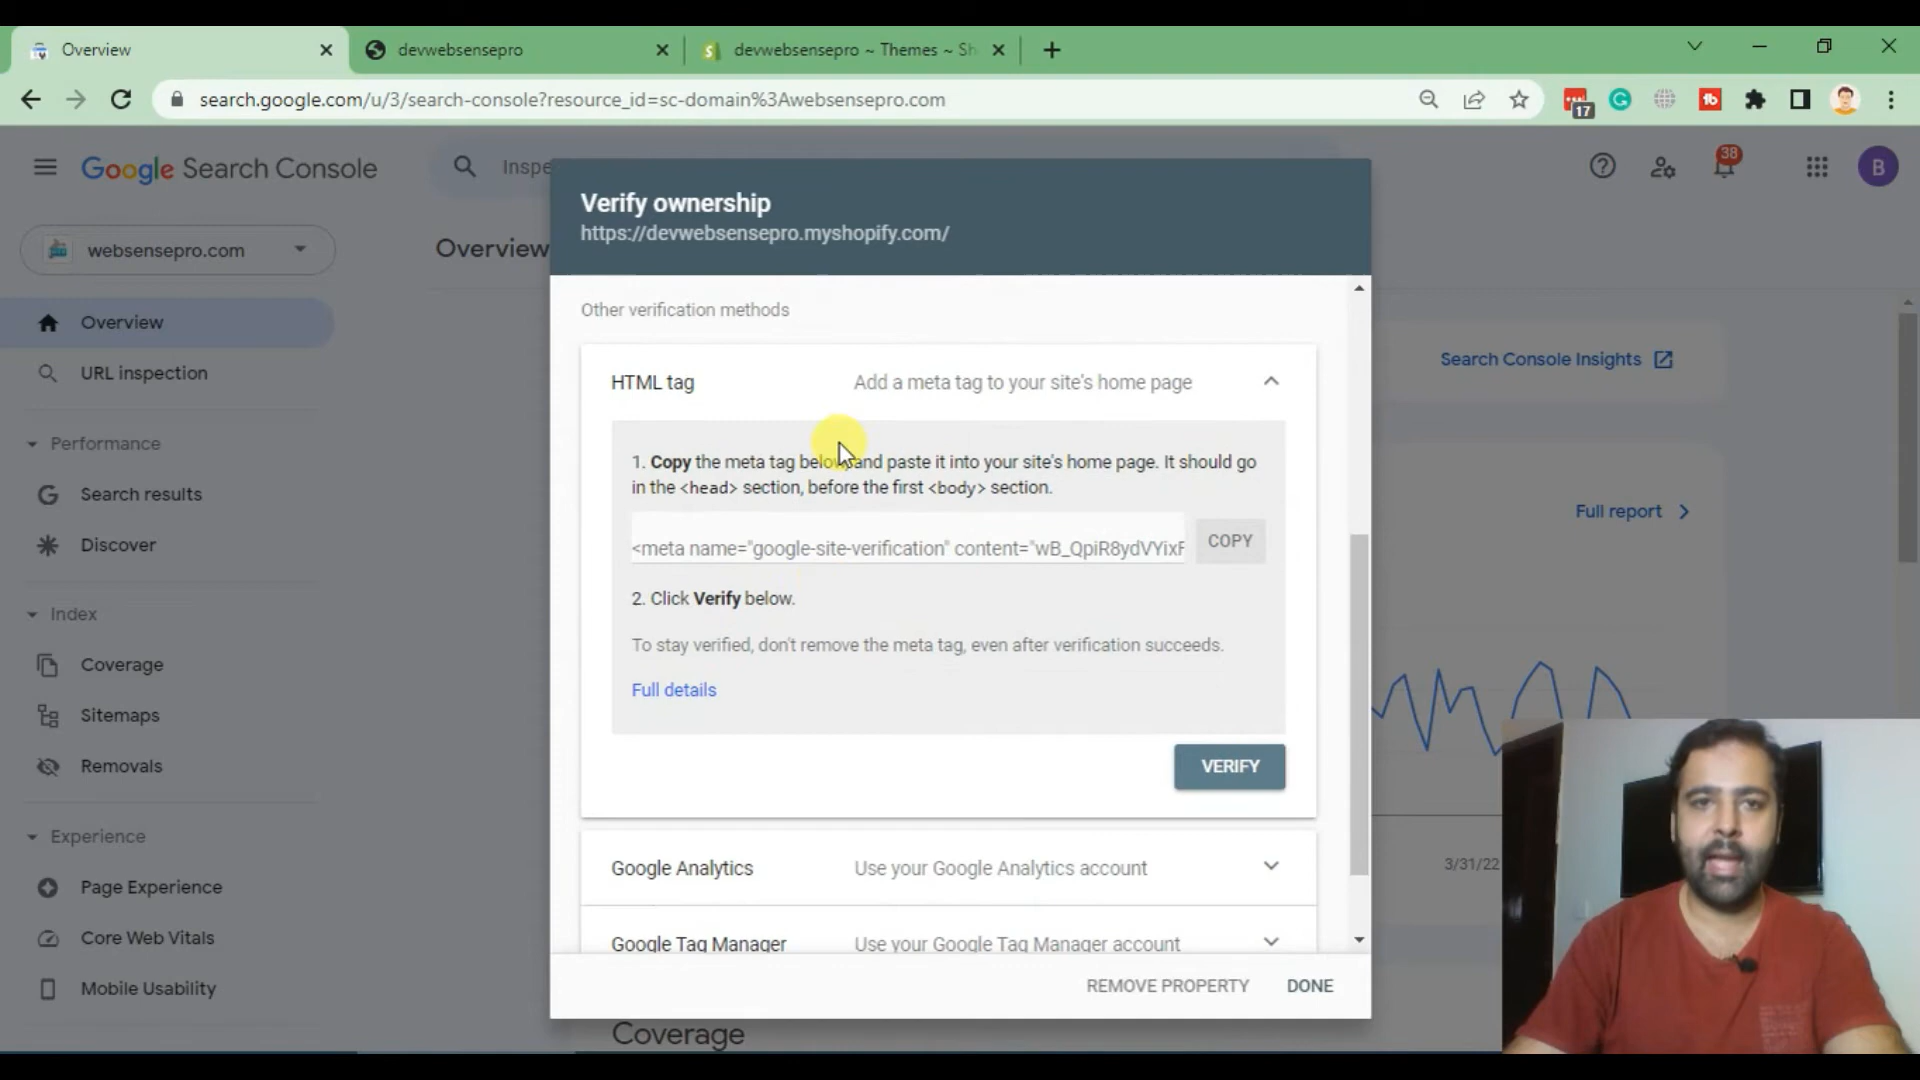 Overview
devwebsensepro
devwebsensepro ~ Themes ~ Sh
search.google.com/u/3/search-console?resource_id=sc-domain%3Awebsensepro.com
17
Google Search Console
Inspe
38
B
Verify ownership
https://devwebsensepro.myshopify.com/
websensepro.com
Overview
Overview
URL inspection
Performance
Search results
Discover
Index
Coverage
Sitemaps
Removals
Experience
Page Experience
Core Web Vitals
Mobile Usability
Other verification methods
HTML tag
Add a meta tag to your site's home page
1. Copy the meta tag below and paste it into your site's home page. It should go
in the <head> section, before the first <body> section.
<meta name="google-site-verification" content="wB_QpiR8ydVYixF
COPY
2. Click Verify below.
To stay verified, don't remove the meta tag, even after verification succeeds.
Full details
VERIFY
Google Analytics
Use your Google Analytics account
Google Tag Manager
Use your Google Tag Manager account
REMOVE PROPERTY
DONE
Search Console Insights
Full report
3/31/22
Coverage